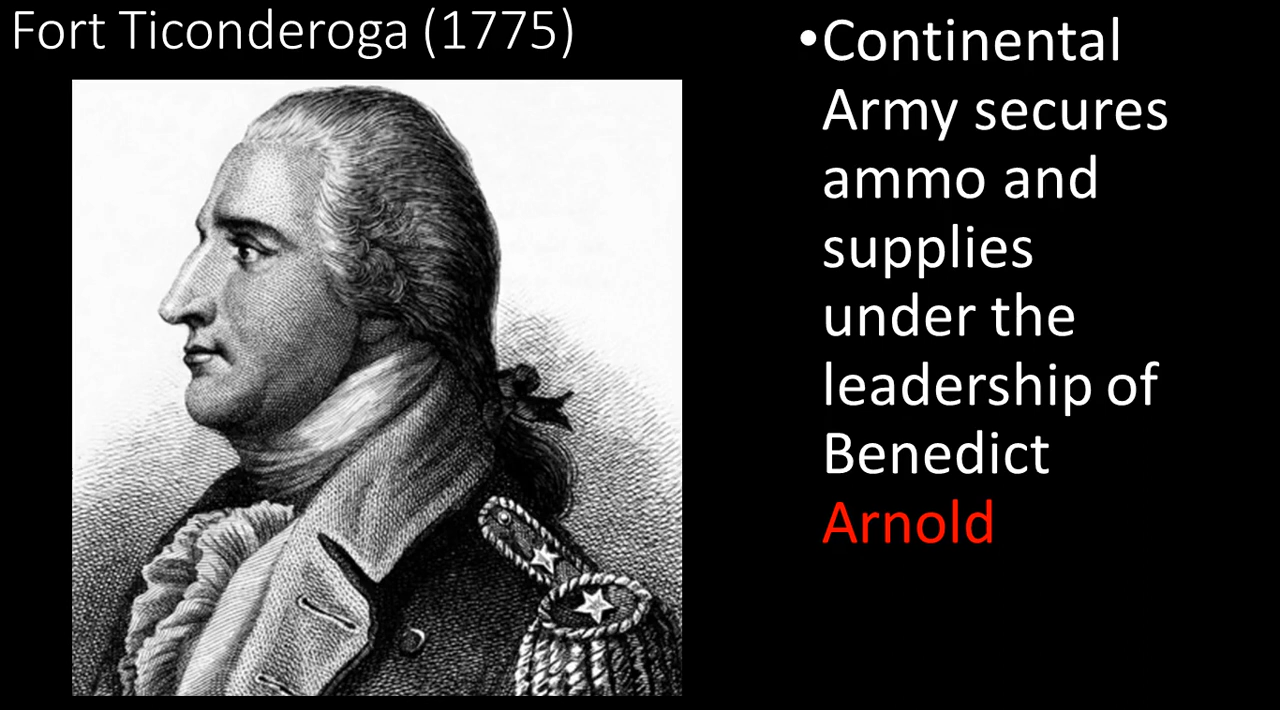 Fort Ticonderoga (1775)
•Continental
Army secures
ammo and
supplies
under the
leadership of
Benedict
Arnold